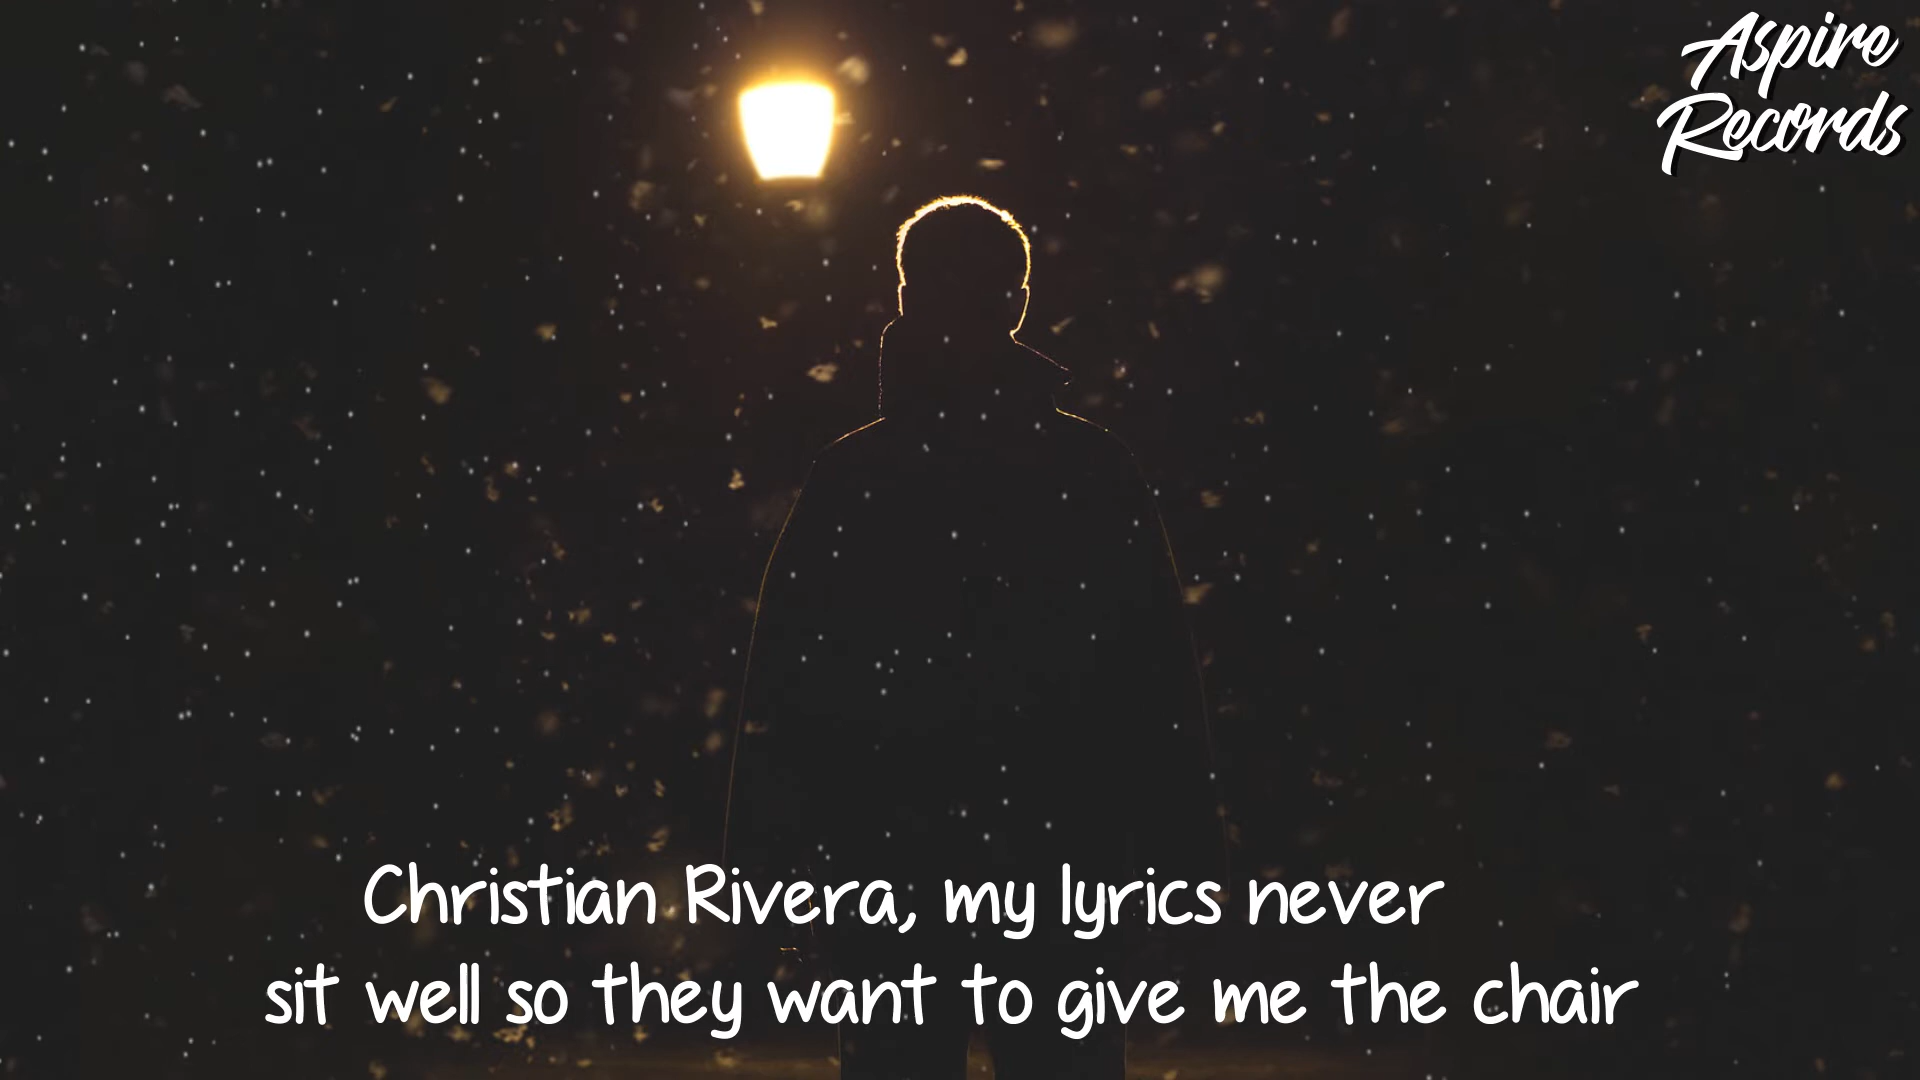 Aspire
Records
Christian Rivera, my lyrics never
sit well so they want to give me the chair